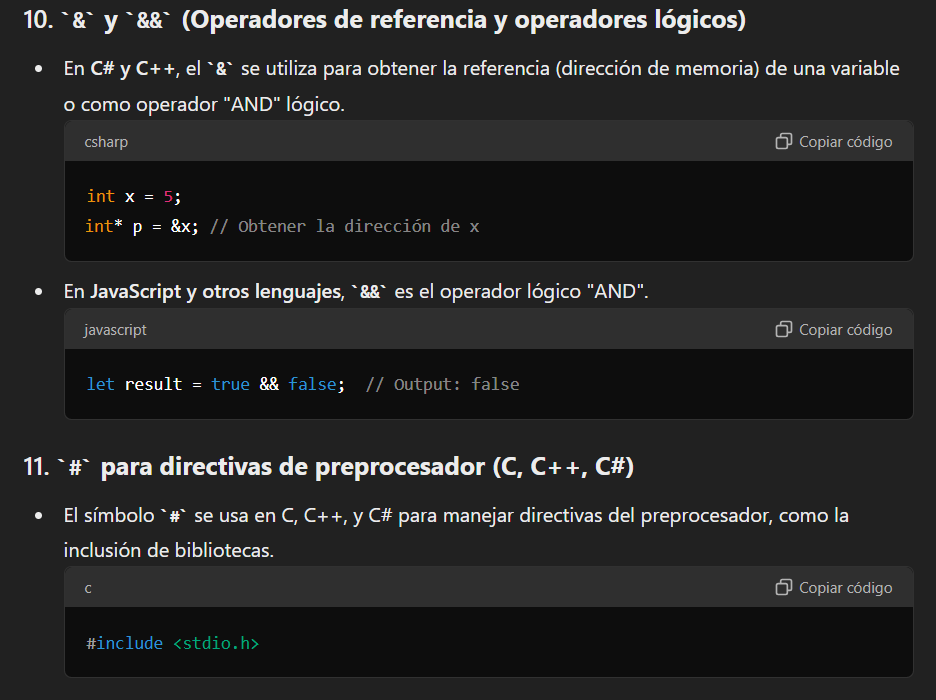 10. `&` y `&&` (Operadores de referencia y operadores lógicos)
• En C# y C++, el `&` se utiliza para obtener la referencia (dirección de memoria) de una variable
o como operador "AND" lógico.
csharp Copiar código
int x = 5;
int* p = &x; // Obtener la dirección de x
• En JavaScript y otros lenguajes, `&&` es el operador lógico "AND".
javascript Copiar código
let result = true && false;  // Output: false
11. `#` para directivas de preprocesador (C, C++, C#)
• El símbolo `#` se usa en C, C++, y C# para manejar directivas del preprocesador, como la
inclusión de bibliotecas.
c Copiar código
#include <stdio.h>